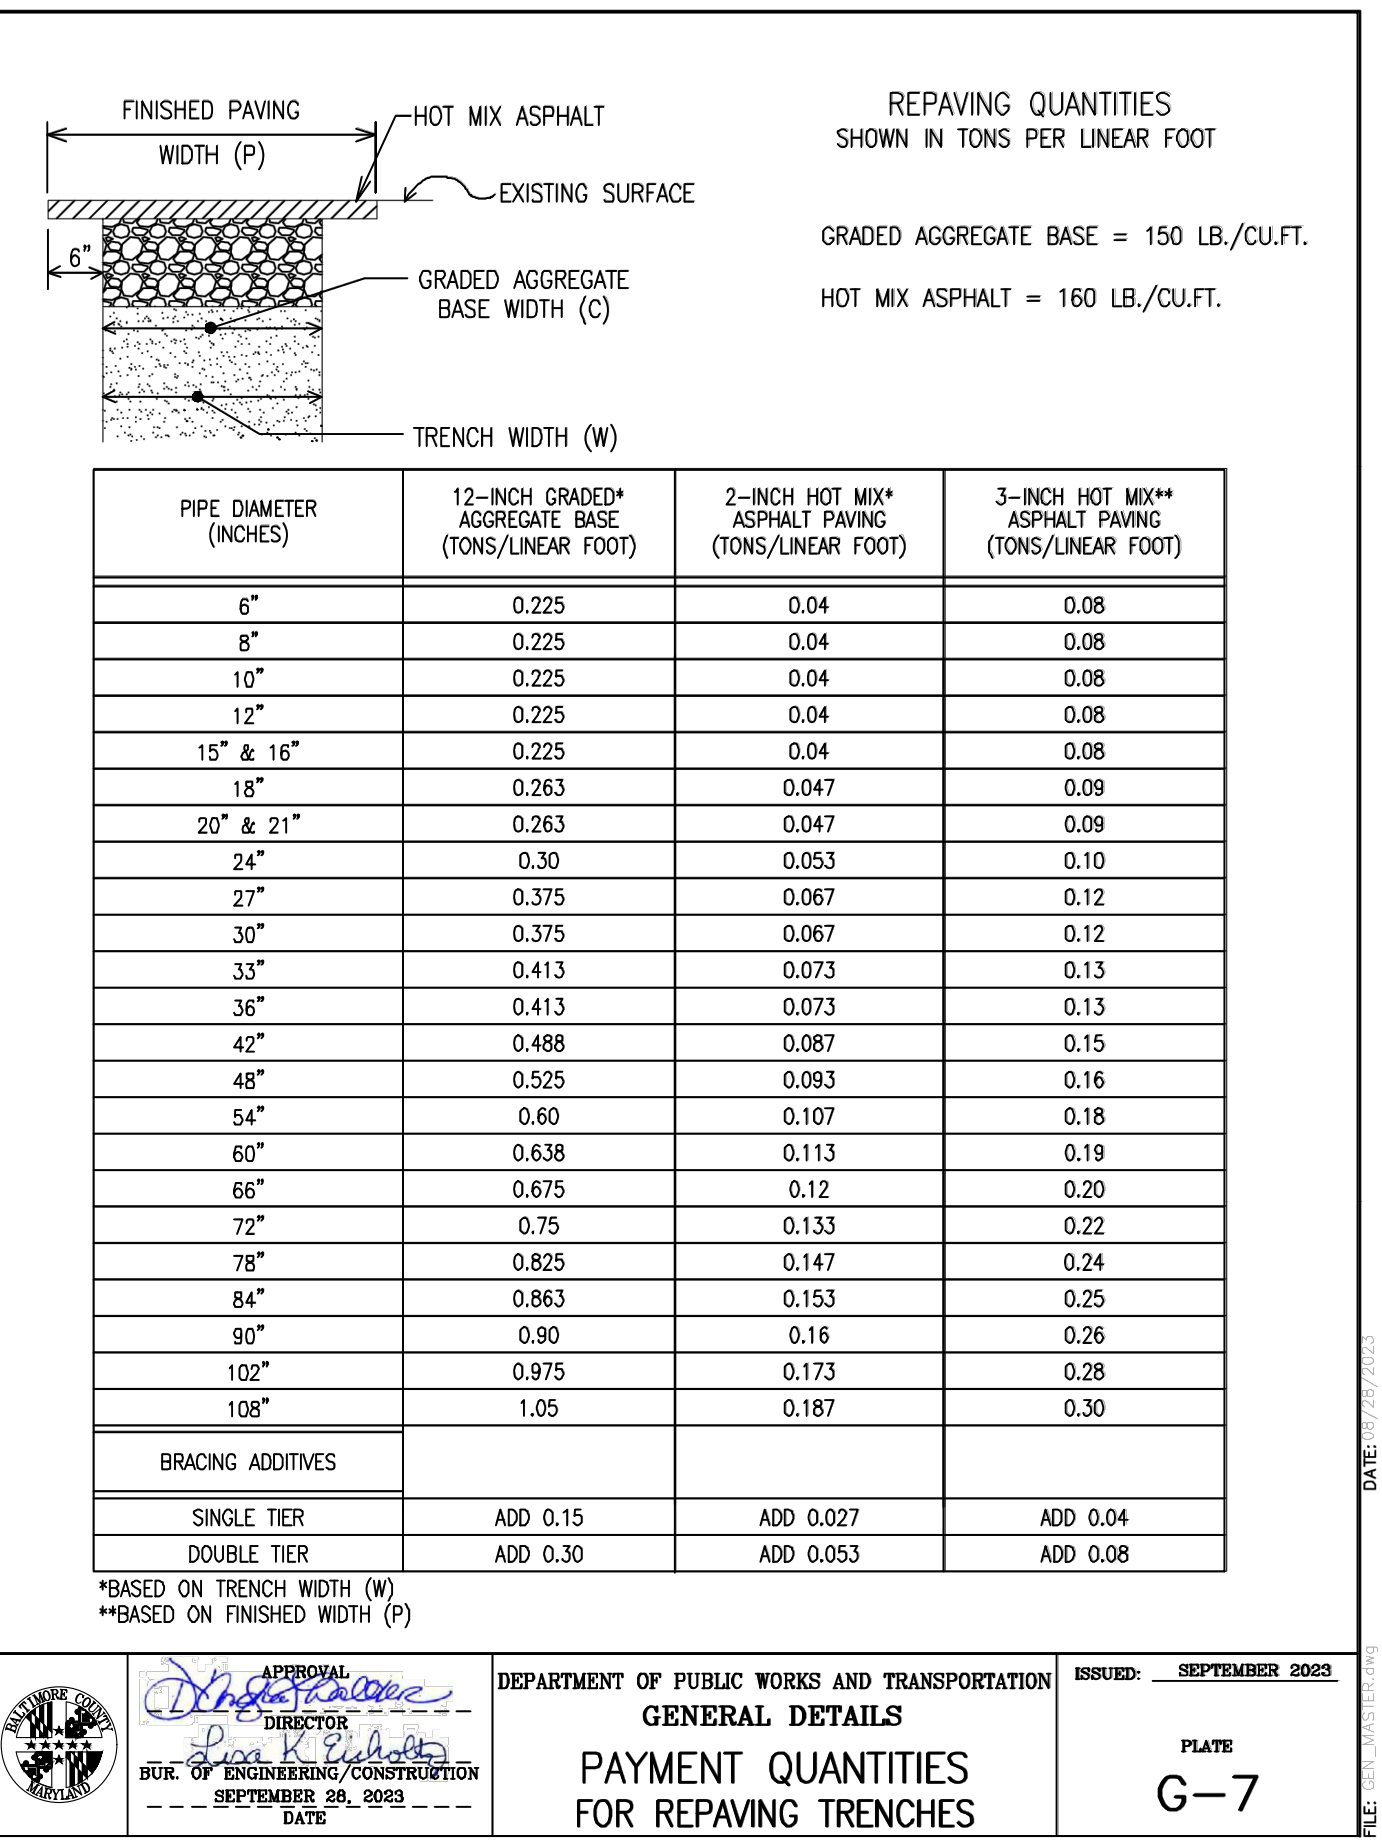 FINISHED PAVING
WIDTH (P)
HOT MIX ASPHALT
EXISTING SURFACE
6"
GRADED AGGREGATE
BASE WIDTH (C)
TRENCH WIDTH (W)
REPAVING QUANTITIES
SHOWN IN TONS PER LINEAR FOOT
GRADED AGGREGATE BASE = 150 LB./CU.FT.
HOT MIX ASPHALT = 160 LB./CU.FT.
PIPE DIAMETER
(INCHES)
12-INCH GRADED*
AGGREGATE BASE
(TONS/LINEAR FOOT)
2-INCH HOT MIX*
ASPHALT PAVING
(TONS/LINEAR FOOT)
3-INCH HOT MIX**
ASPHALT PAVING
(TONS/LINEAR FOOT)
6" 0.225 0.04 0.08
8" 0.225 0.04 0.08
10" 0.225 0.04 0.08
12" 0.225 0.04 0.08
15" & 16" 0.225 0.04 0.08
18" 0.263 0.047 0.09
20" & 21" 0.263 0.047 0.09
24" 0.30 0.053 0.10
27" 0.375 0.067 0.12
30" 0.375 0.067 0.12
33" 0.413 0.073 0.13
36" 0.413 0.073 0.13
42" 0.488 0.087 0.15
48" 0.525 0.093 0.16
54" 0.60 0.107 0.18
60" 0.638 0.113 0.19
66" 0.675 0.12 0.20
72" 0.75 0.133 0.22
78" 0.825 0.147 0.24
84" 0.863 0.153 0.25
90" 0.90 0.16 0.26
102" 0.975 0.173 0.28
108" 1.05 0.187 0.30
BRACING ADDITIVES
SINGLE TIER ADD 0.15 ADD 0.027 ADD 0.04
DOUBLE TIER ADD 0.30 ADD 0.053 ADD 0.08
*BASED ON TRENCH WIDTH (W)
**BASED ON FINISHED WIDTH (P)
BALTIMORE COUNTY
MARYLAND
APPROVAL
DIRECTOR
Lisa K Eicholtz
BUR. OF ENGINEERING/CONSTRUCTION
SEPTEMBER 28, 2023
DATE
DEPARTMENT OF PUBLIC WORKS AND TRANSPORTATION
GENERAL DETAILS
PAYMENT QUANTITIES
FOR REPAVING TRENCHES
ISSUED: SEPTEMBER 2023
PLATE
G-7
DATE: 08/28/2023
FILE: GEN_MASTER.dwg